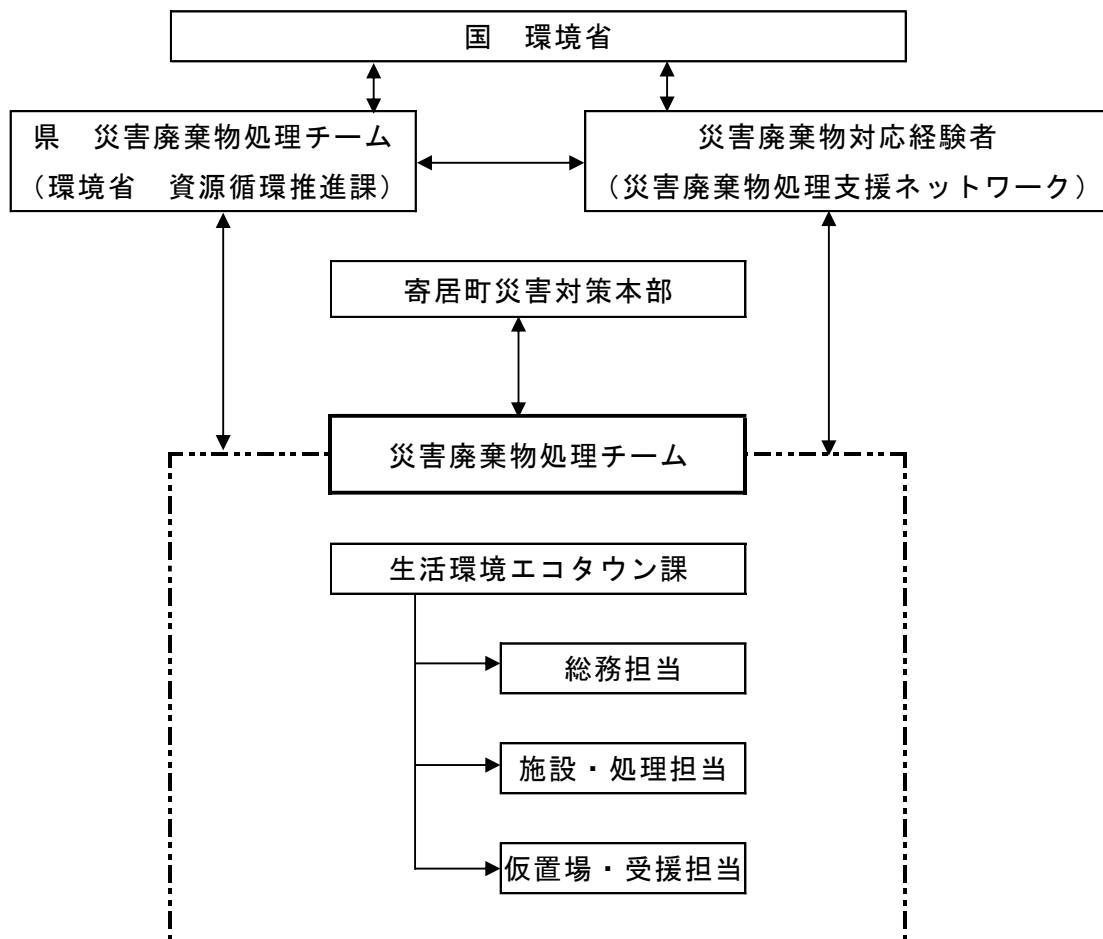 国　環境省
県　災害廃棄物処理チーム
（環境省　資源循環推進課）
災害廃棄物対応経験者
（災害廃棄物処理支援ネットワーク）
寄居町災害対策本部
災害廃棄物処理チーム
生活環境エコタウン課
総務担当
施設・処理担当
仮置場・受援担当